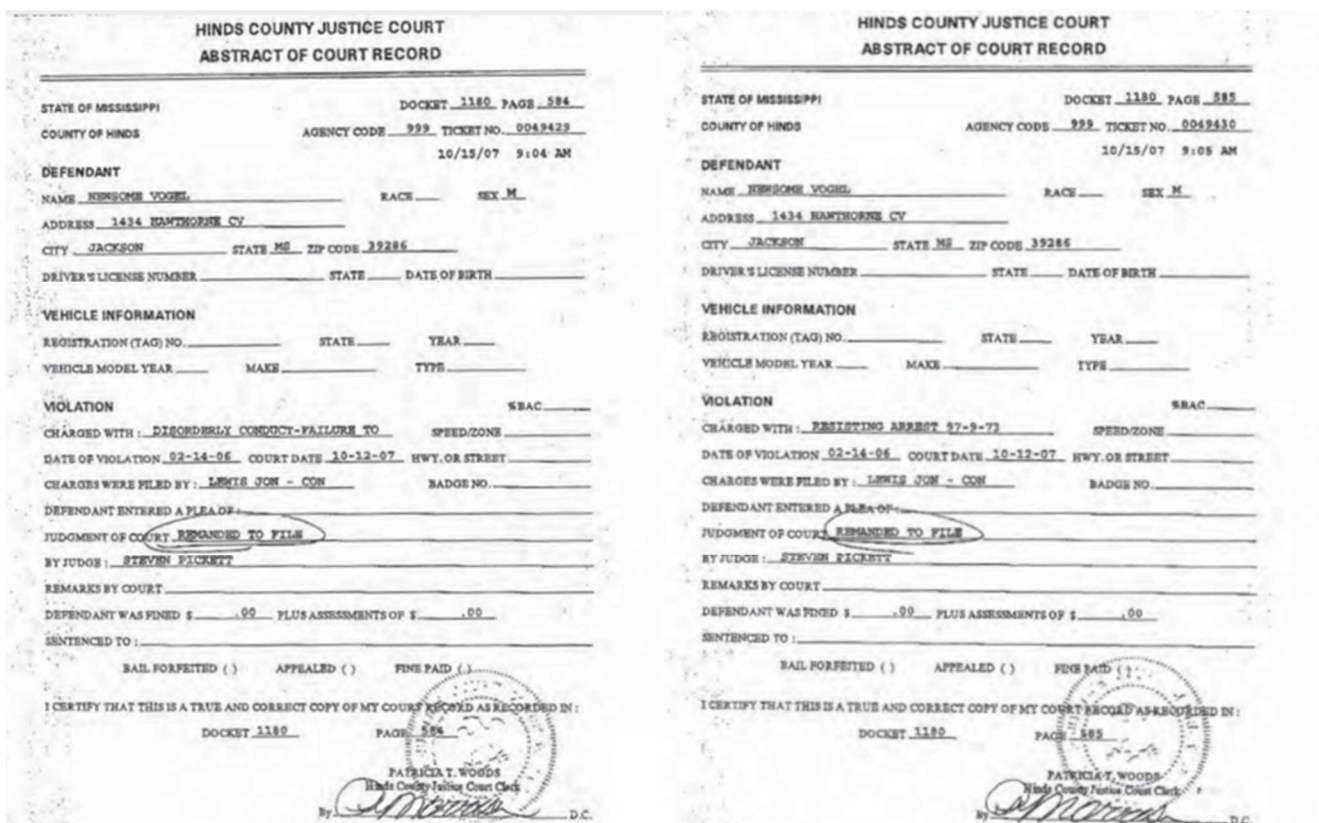 HINDS COUNTY JUSTICE COURT
ABSTRACT OF COURT RECORD
STATE OF MISSISSIPPI DOCKET 1180 PAGE 584
COUNTY OF HINDS AGENCY CODE 999 TICKET NO. 0049429
10/15/07 9:04 AM
DEFENDANT
NAME NEWSOME VOGEL RACE SEX M
ADDRESS 1434 HAWTHORNE CV
CITY JACKSON STATE MS ZIP CODE 39286
DRIVER'S LICENSE NUMBER STATE DATE OF BIRTH
VEHICLE INFORMATION
REGISTRATION (TAG) NO. STATE YEAR
VEHICLE MODEL YEAR MAKE TYPE
VIOLATION %BAC
CHARGED WITH : DISORDERLY CONDUCT-FAILURE TO SPEED/ZONE
DATE OF VIOLATION 02-14-06 COURT DATE 10-12-07 HWY. OR STREET
CHARGES WERE FILED BY : LEWIS JON - CON BADGE NO.
DEFENDANT ENTERED A PLEA OF :
JUDGMENT OF COURT REMANDED TO FILE
BY JUDGE : STEVEN PICKETT
REMARKS BY COURT
DEFENDANT WAS FINED $ .00 PLUS ASSESSMENTS OF $ .00
SENTENCED TO :
BAIL FORFEITED ( ) APPEALED ( ) FINE PAID ( )
I CERTIFY THAT THIS IS A TRUE AND CORRECT COPY OF MY COURT RECORD AS RECORDED IN :
DOCKET 1180 PAGE 584
PATRICIA T. WOODS
Hinds County Justice Court Clerk
By D.C.
HINDS COUNTY JUSTICE COURT
ABSTRACT OF COURT RECORD
STATE OF MISSISSIPPI DOCKET 1180 PAGE 585
COUNTY OF HINDS AGENCY CODE 999 TICKET NO. 0049430
10/15/07 9:05 AM
DEFENDANT
NAME NEWSOME VOGEL RACE SEX M
ADDRESS 1434 HAWTHORNE CV
CITY JACKSON STATE MS ZIP CODE 39286
DRIVER'S LICENSE NUMBER STATE DATE OF BIRTH
VEHICLE INFORMATION
REGISTRATION (TAG) NO. STATE YEAR
VEHICLE MODEL YEAR MAKE TYPE
VIOLATION %BAC
CHARGED WITH : RESISTING ARREST 97-9-73 SPEED/ZONE
DATE OF VIOLATION 02-14-06 COURT DATE 10-12-07 HWY. OR STREET
CHARGES WERE FILED BY : LEWIS JON - CON BADGE NO.
DEFENDANT ENTERED A PLEA OF :
JUDGMENT OF COURT REMANDED TO FILE
BY JUDGE : STEVEN PICKETT
REMARKS BY COURT
DEFENDANT WAS FINED $ .00 PLUS ASSESSMENTS OF $ .00
SENTENCED TO :
BAIL FORFEITED ( ) APPEALED ( ) FINE PAID ( )
I CERTIFY THAT THIS IS A TRUE AND CORRECT COPY OF MY COURT RECORD AS RECORDED IN :
DOCKET 1180 PAGE 585
PATRICIA T. WOODS
Hinds County Justice Court Clerk
By D.C.